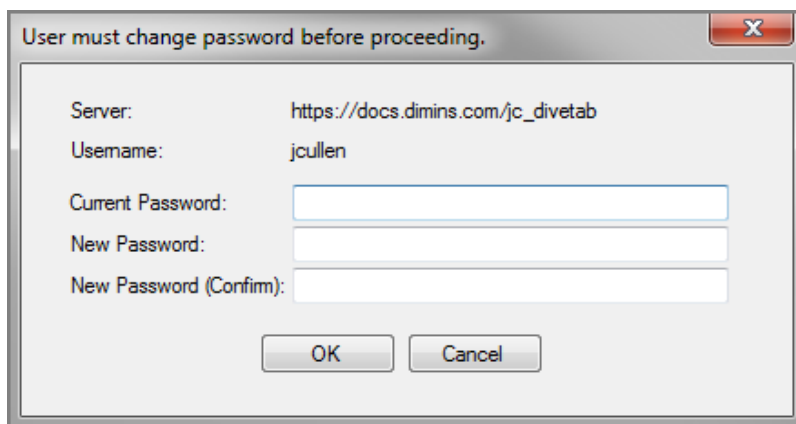 User must change password before proceeding.
Server: https://docs.dimins.com/jc_divetab
Username: jcullen
Current Password:
New Password:
New Password (Confirm):
OK Cancel